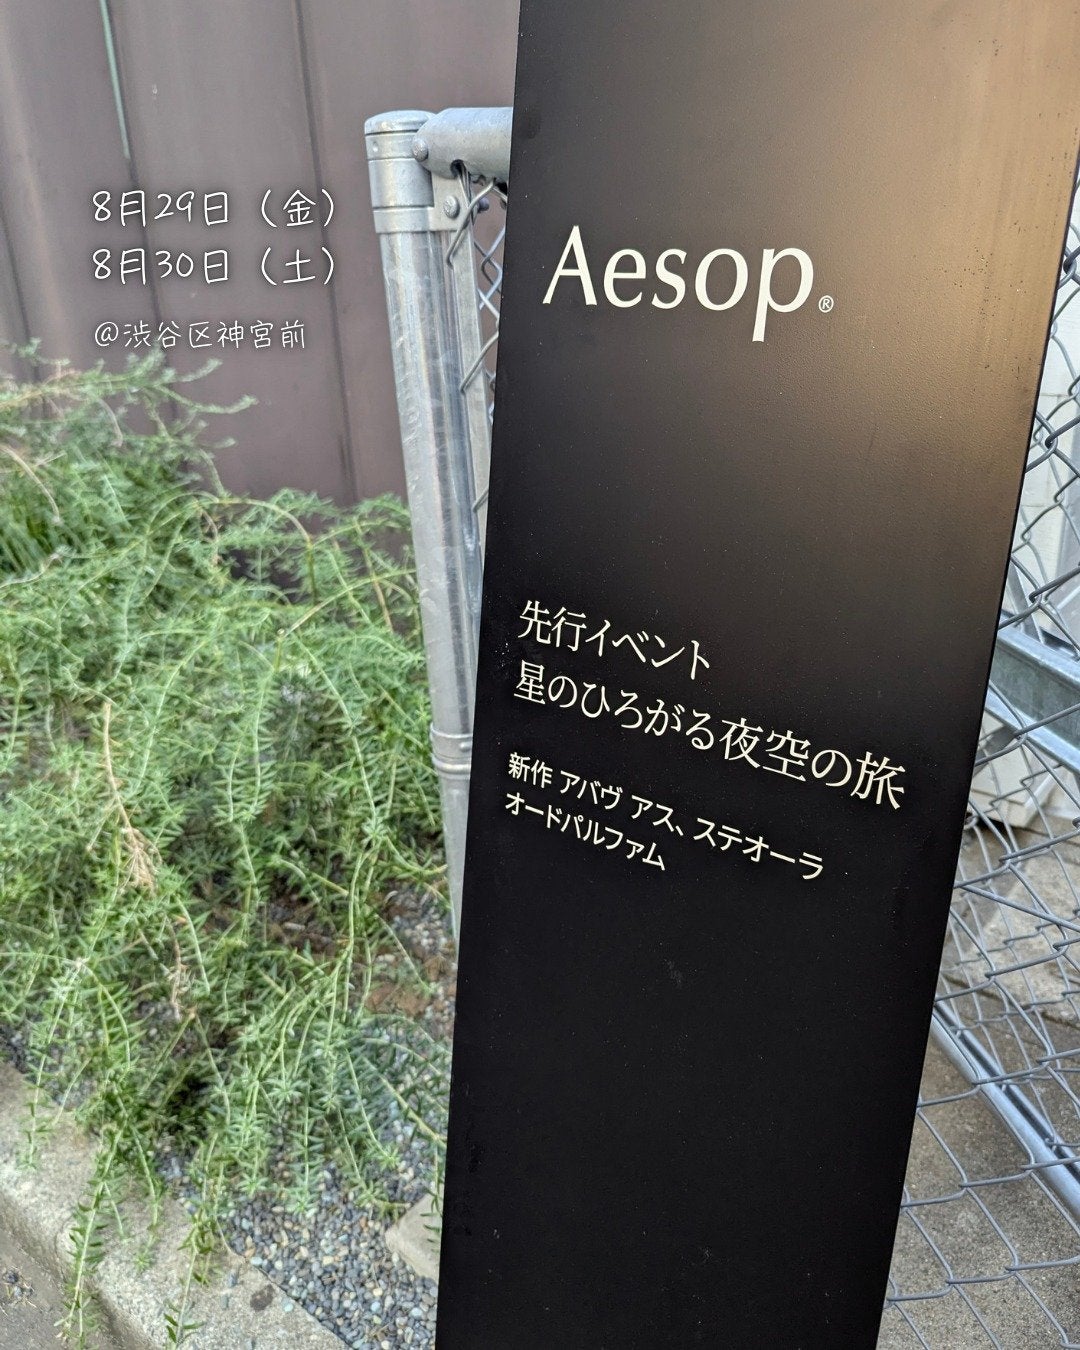 8月29日（金）
8月30日（土）
@渋谷区神宮前
Aesop®
先行イベント
星のひろがる夜空の旅
新作 アバヴ アス、ステオーラ
オードパルファム